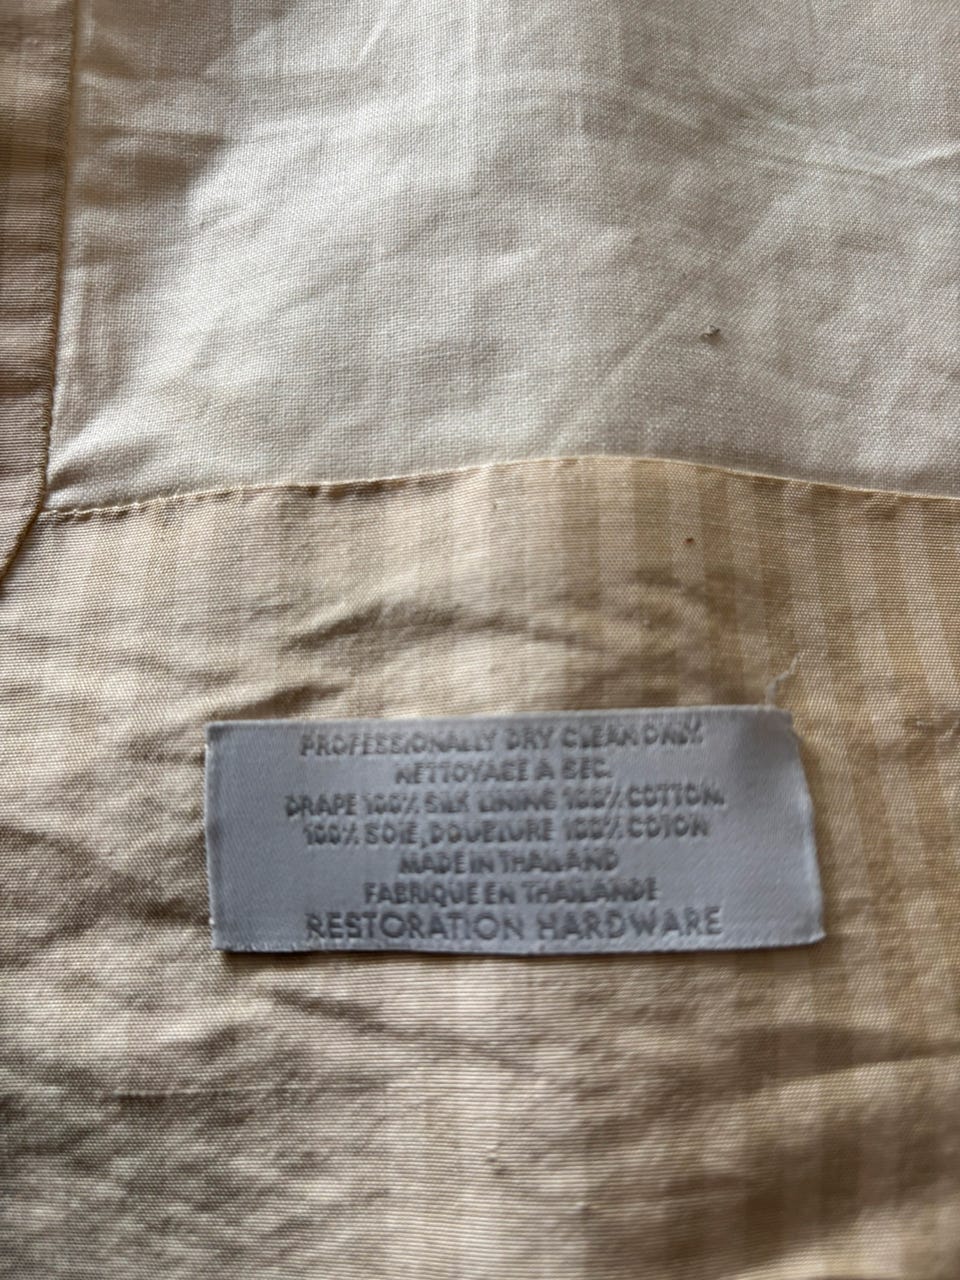 PROFESSIONALLY DRY CLEAN ONLY.
NETTOYAGE A SEC.
DRAPE 100% SILK LINING 100% COTTON.
100% SOIE, DOUBLURE 100% COTON
MADE IN THAILAND
FABRIQUE EN THAILANDE
RESTORATION HARDWARE